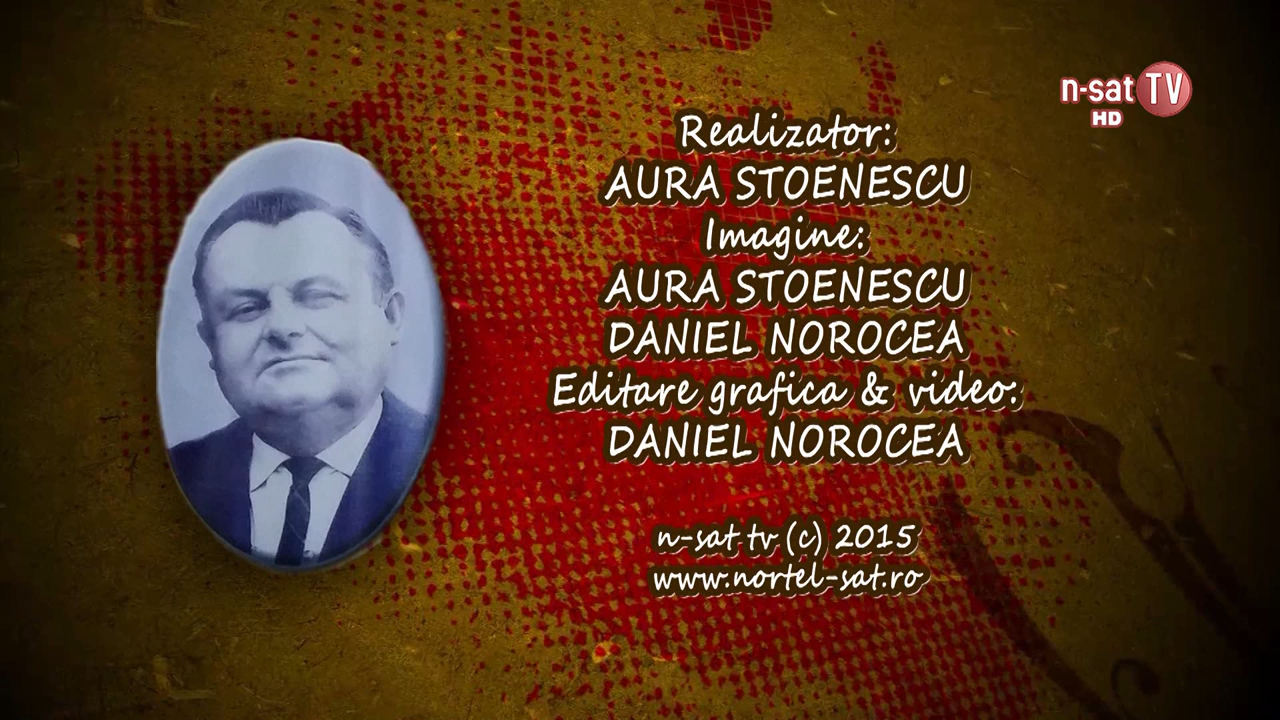 n-sat TV
HD
Realizator:
AURA STOENESCU
Imagine:
AURA STOENESCU
DANIEL NOROCEA
Editare grafica & video:
DANIEL NOROCEA
n-sat tv (c) 2015
www.nortel-sat.ro